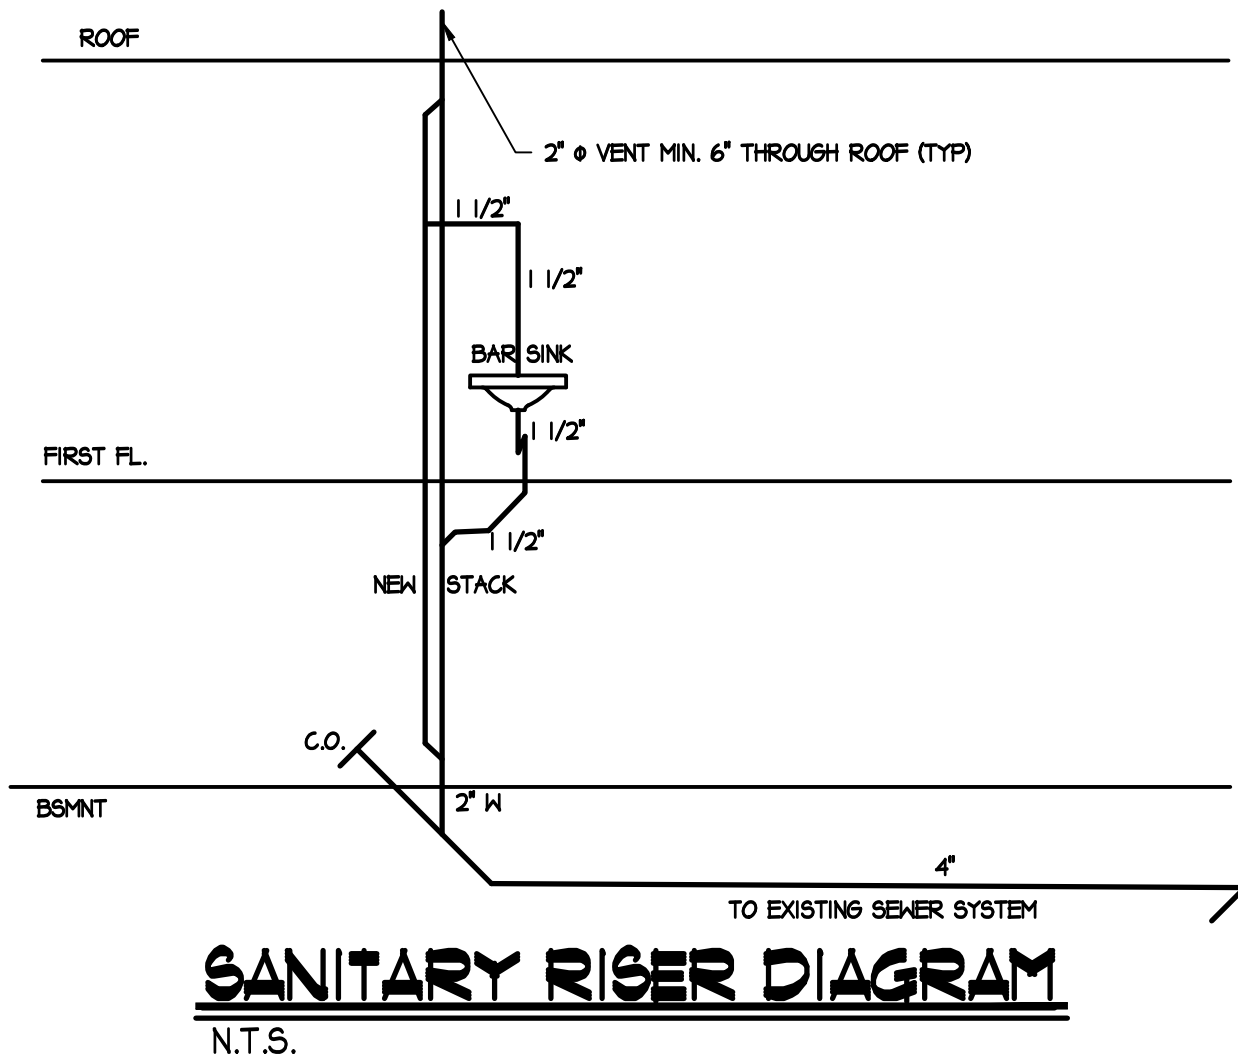 ROOF
2" Φ VENT MIN. 6" THROUGH ROOF (TYP)
1 1/2"
1 1/2"
BAR SINK
1 1/2"
FIRST FL.
1 1/2"
NEW STACK
C.O.
2" W
BSMNT
4"
TO EXISTING SEWER SYSTEM
SANITARY RISER DIAGRAM
N.T.S.